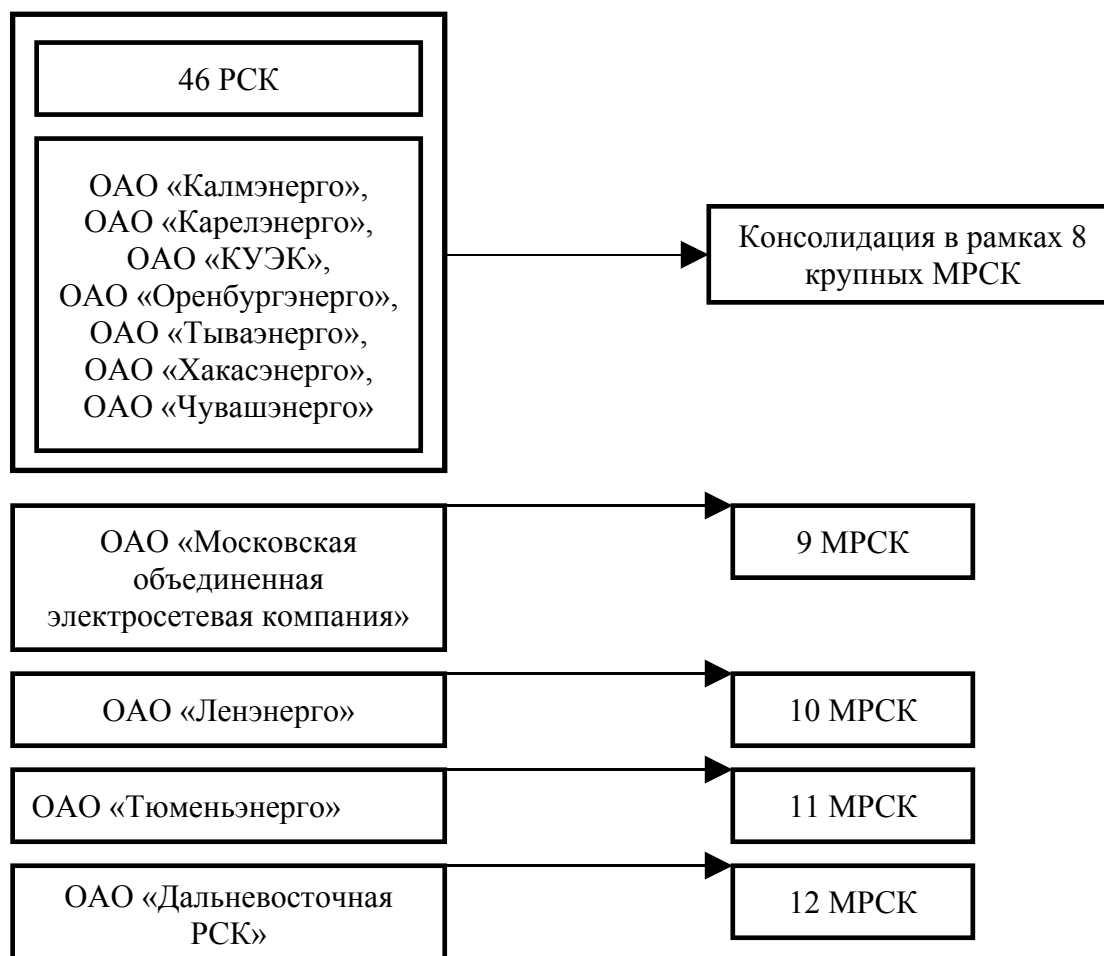 46 РСК
ОАО «Калмэнерго»,
ОАО «Карелэнерго»,
ОАО «КУЭК»,
ОАО «Оренбургэнерго»,
ОАО «Тываэнерго»,
ОАО «Хакасэнерго»,
ОАО «Чувашэнерго»
Консолидация в рамках 8
крупных МРСК
ОАО «Московская
объединенная
электросетевая компания»
9 МРСК
ОАО «Ленэнерго»
10 МРСК
ОАО «Тюменьэнерго»
11 МРСК
ОАО «Дальневосточная
РСК»
12 МРСК